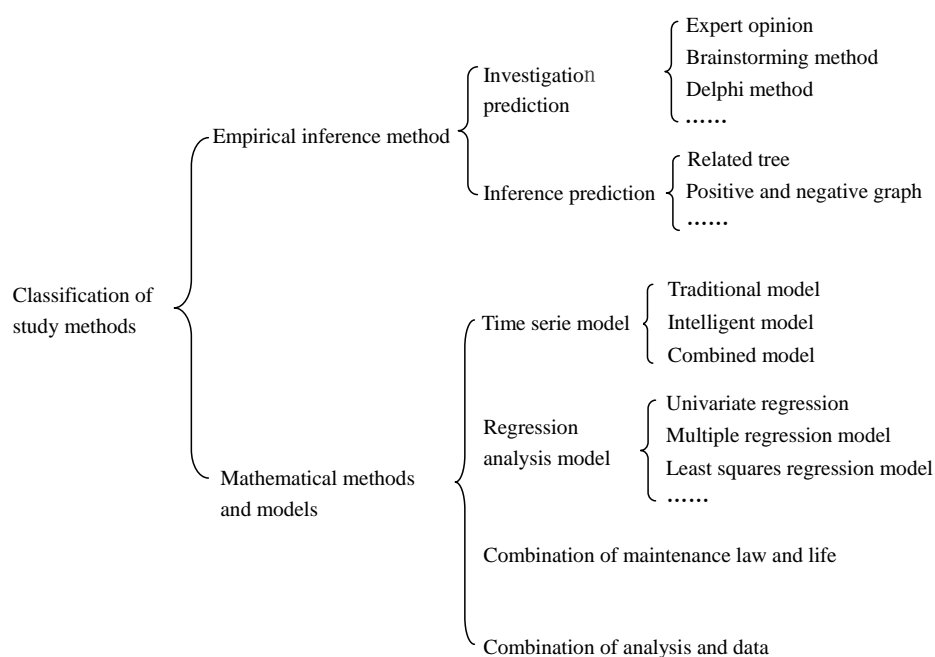 Classification of
study methods
Empirical inference method
Investigation
prediction
Expert opinion
Brainstorming method
Delphi method
……
Inference prediction
Related tree
Positive and negative graph
……
Mathematical methods
and models
Time serie model
Traditional model
Intelligent model
Combined model
Regression
analysis model
Univariate regression
Multiple regression model
Least squares regression model
……
Combination of maintenance law and life
Combination of analysis and data